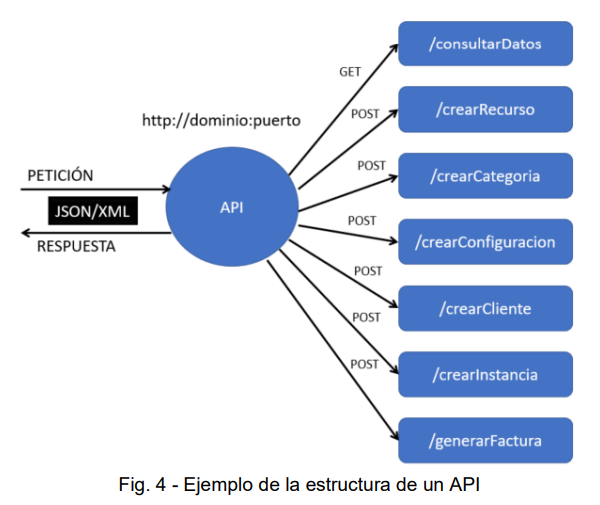 /consultarDatos
GET
http://dominio:puerto
POST
/crearRecurso
PETICIÓN
POST
/crearCategoria
JSON/XML
API
POST
/crearConfiguracion
RESPUESTA
POST
/crearCliente
POST
/crearInstancia
POST
/generarFactura
Fig. 4 - Ejemplo de la estructura de un API